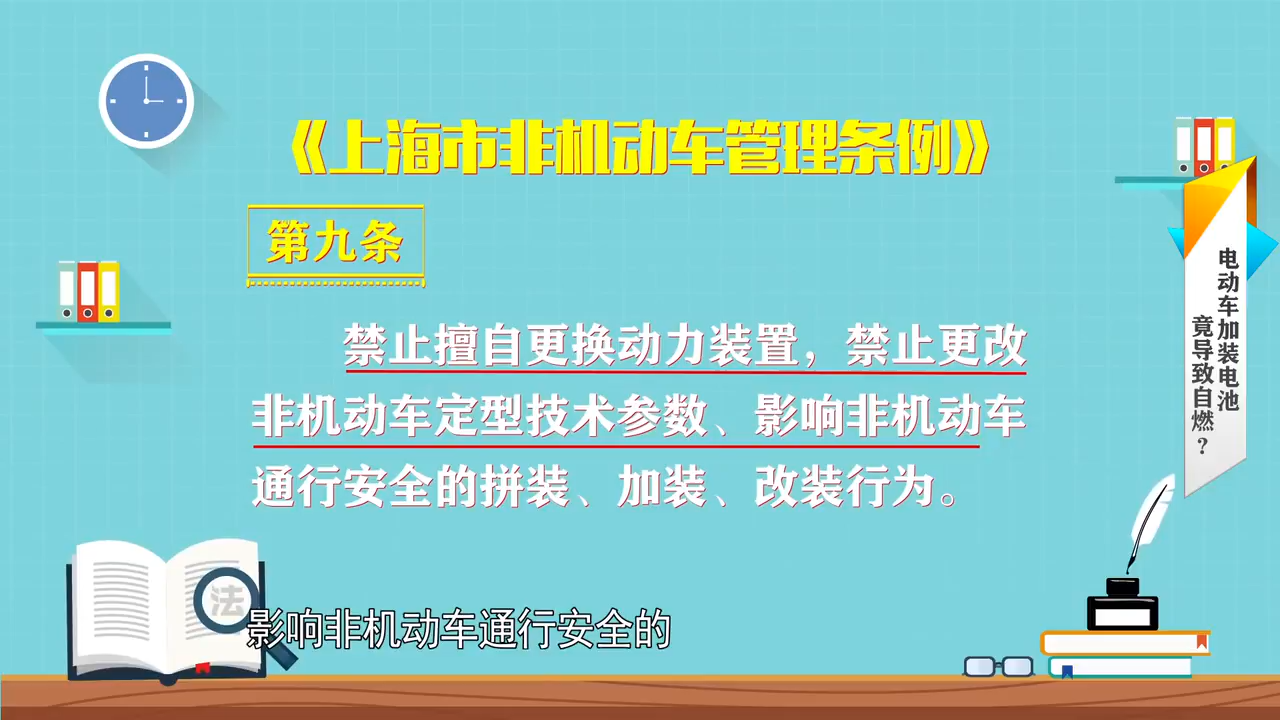 《上海市非机动车管理条例》
第九条
禁止擅自更换动力装置，禁止更改
非机动车定型技术参数、影响非机动车
通行安全的拼装、加装、改装行为。
电动车加装电池
竟导致自燃？
法
影响非机动车通行安全的